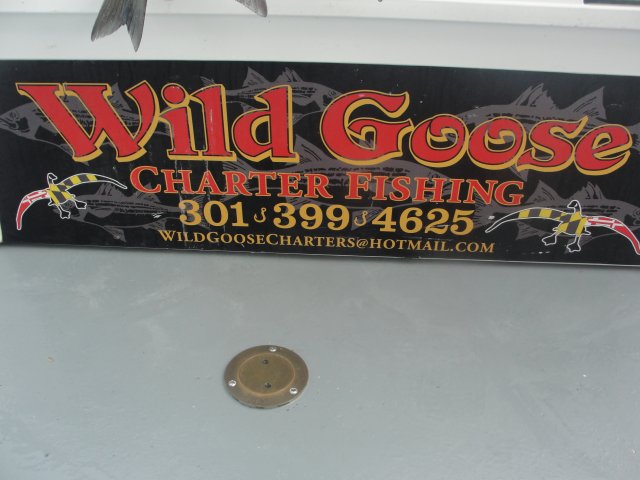 Wild Goose
Charter Fishing
301 399 4625
WildGooseCharters@hotmail.com